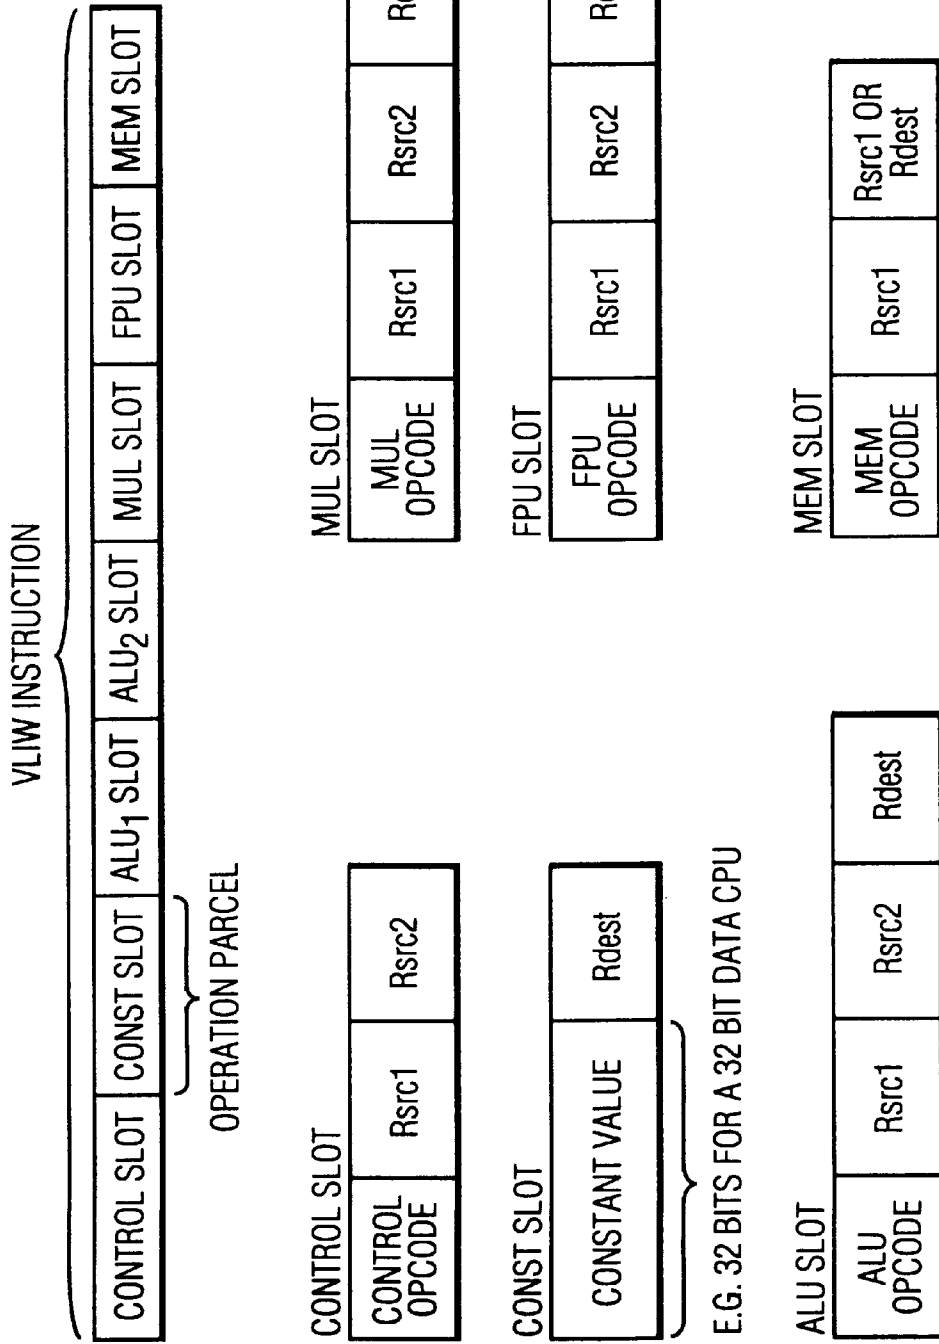 VLIW INSTRUCTION
CONTROL SLOT CONST SLOT ALU1 SLOT ALU2 SLOT MUL SLOT FPU SLOT MEM SLOT
OPERATION PARCEL
CONTROL SLOT
CONTROL OPCODE Rsrc1 Rsrc2
MUL SLOT
MUL OPCODE Rsrc1 Rsrc2
CONST SLOT
CONSTANT VALUE Rdest
E.G. 32 BITS FOR A 32 BIT DATA CPU
FPU SLOT
FPU OPCODE Rsrc1 Rsrc2
ALU SLOT
ALU OPCODE Rsrc1 Rsrc2 Rdest
MEM SLOT
MEM OPCODE Rsrc1 Rsrc1 OR Rdest